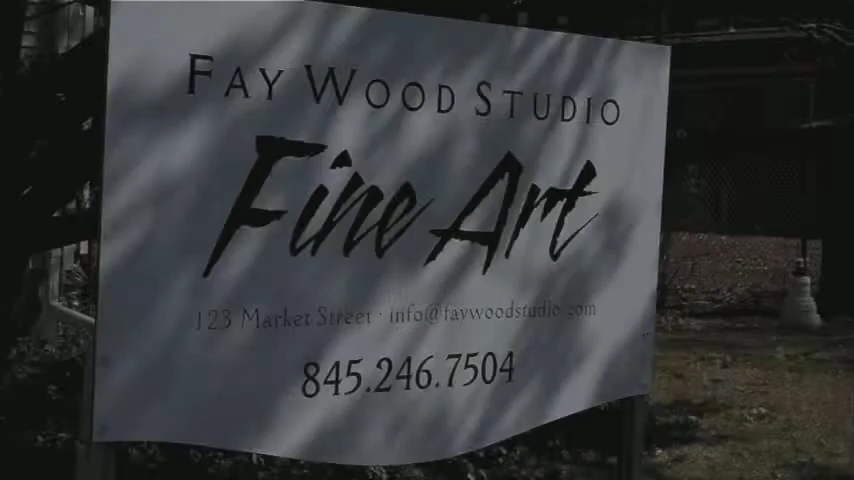 FAY WOOD STUDIO
Fine Art
123 Market Street · info@faywoodstudio.com
845.246.7504